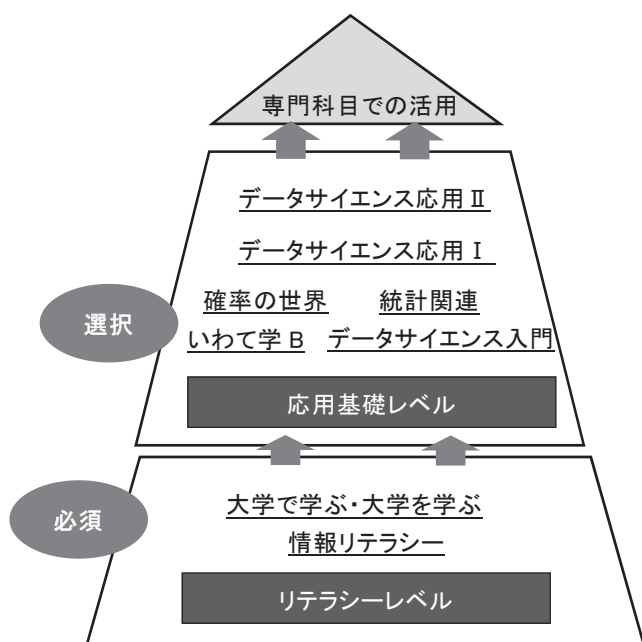 専門科目での活用
データサイエンス応用Ⅱ
データサイエンス応用Ⅰ
確率の世界 統計関連
選択
いわて学 B データサイエンス入門
応用基礎レベル
必須
大学で学ぶ・大学を学ぶ
情報リテラシー
リテラシーレベル